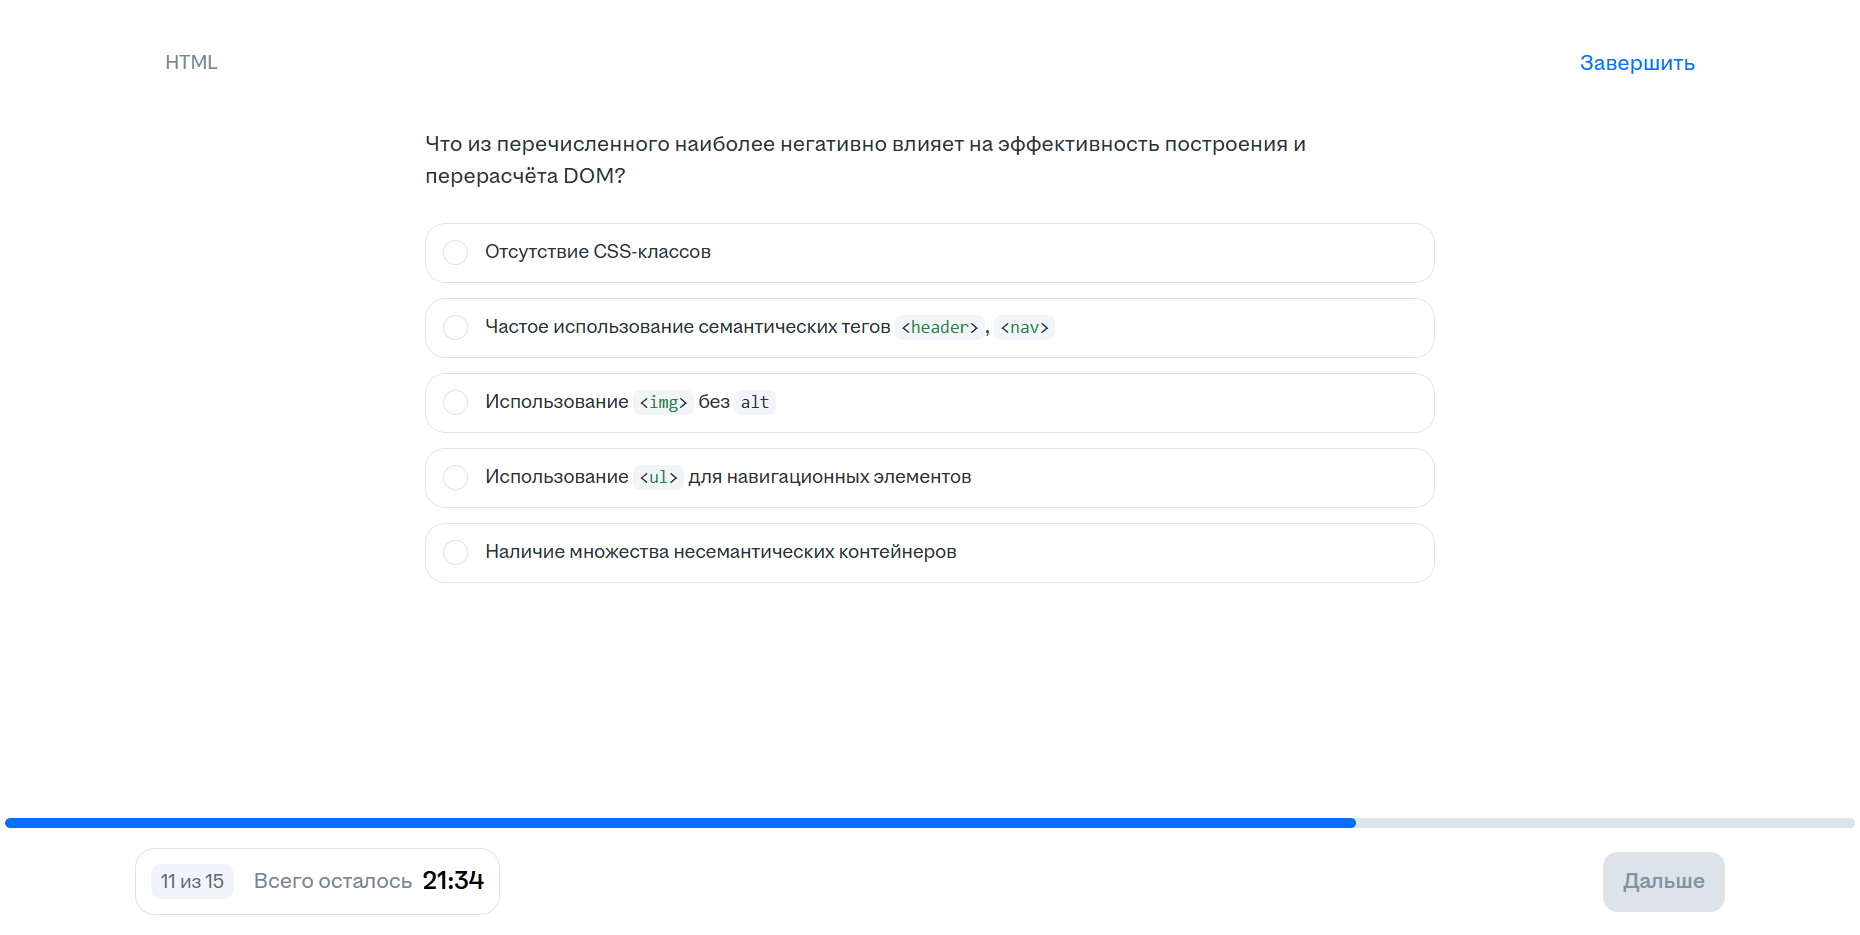 HTML
Завершить
Что из перечисленного наиболее негативно влияет на эффективность построения и
перерасчёта DOM?
Отсутствие CSS-классов
Частое использование семантических тегов <header>, <nav>
Использование <img> без alt
Использование <ul> для навигационных элементов
Наличие множества несемантических контейнеров
11 из 15 Всего осталось 21:34
Дальше